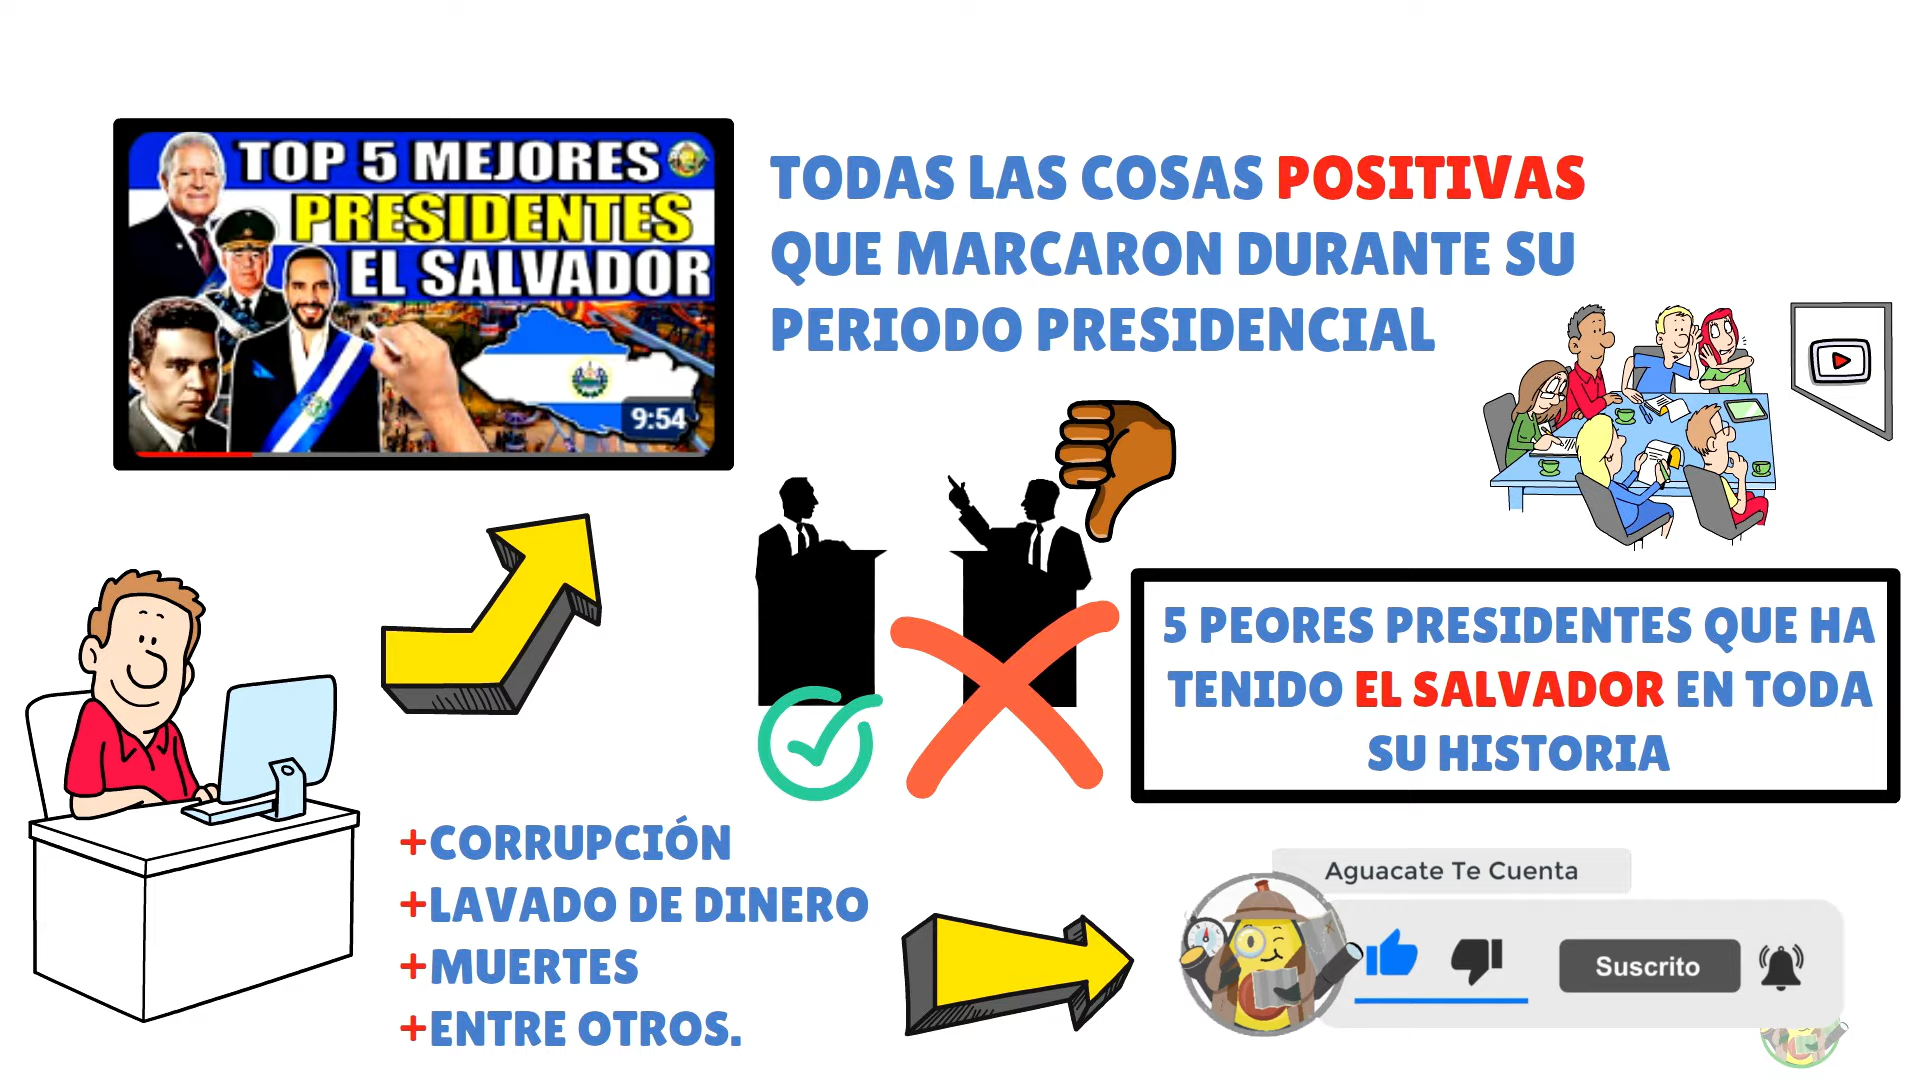 TOP 5 MEJORES
PRESIDENTES
EL SALVADOR
9:54
TODAS LAS COSAS POSITIVAS
QUE MARCARON DURANTE SU
PERIODO PRESIDENCIAL
5 PEORES PRESIDENTES QUE HA
TENIDO EL SALVADOR EN TODA
SU HISTORIA
+CORRUPCIÓN
+LAVADO DE DINERO
+MUERTES
+ENTRE OTROS.
Aguacate Te Cuenta
Suscrito